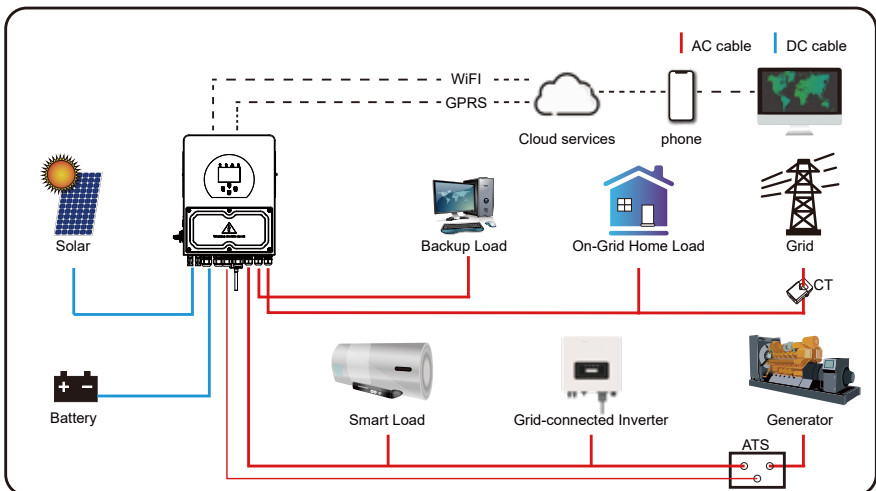 AC cable
DC cable
WiFI
GPRS
Cloud services
phone
Solar
Backup Load
On-Grid Home Load
Grid
CT
Battery
Smart Load
Grid-connected Inverter
Generator
ATS